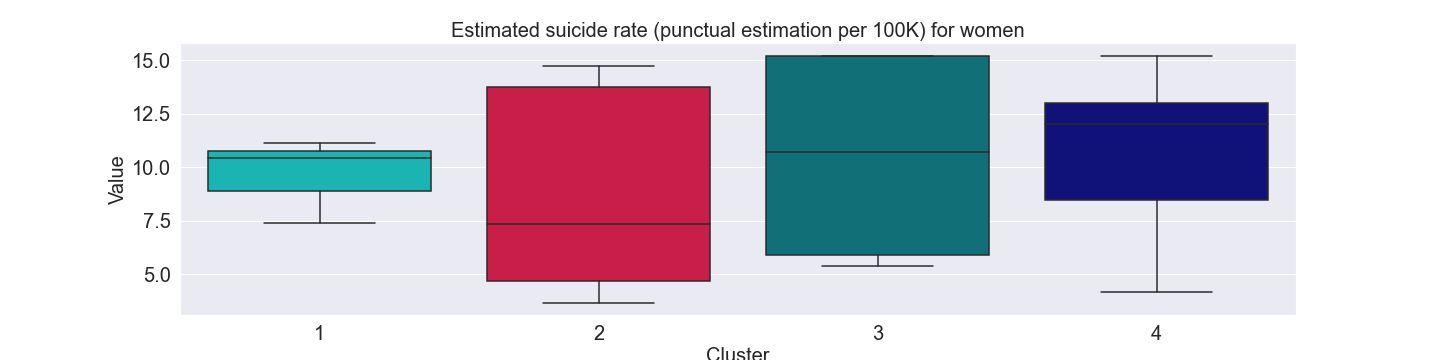 Estimated suicide rate (punctual estimation per 100K) for women
15.0
12.5
10.0
7.5
5.0
Value
1 2 3 4
Cluster